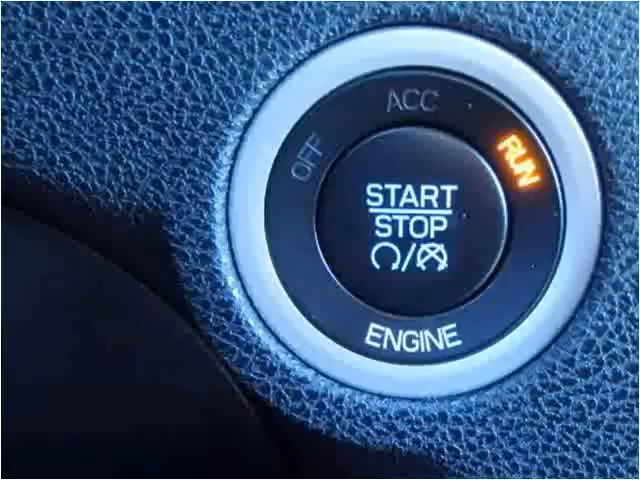 ACC
OFF
RUN
START
STOP
/
ENGINE